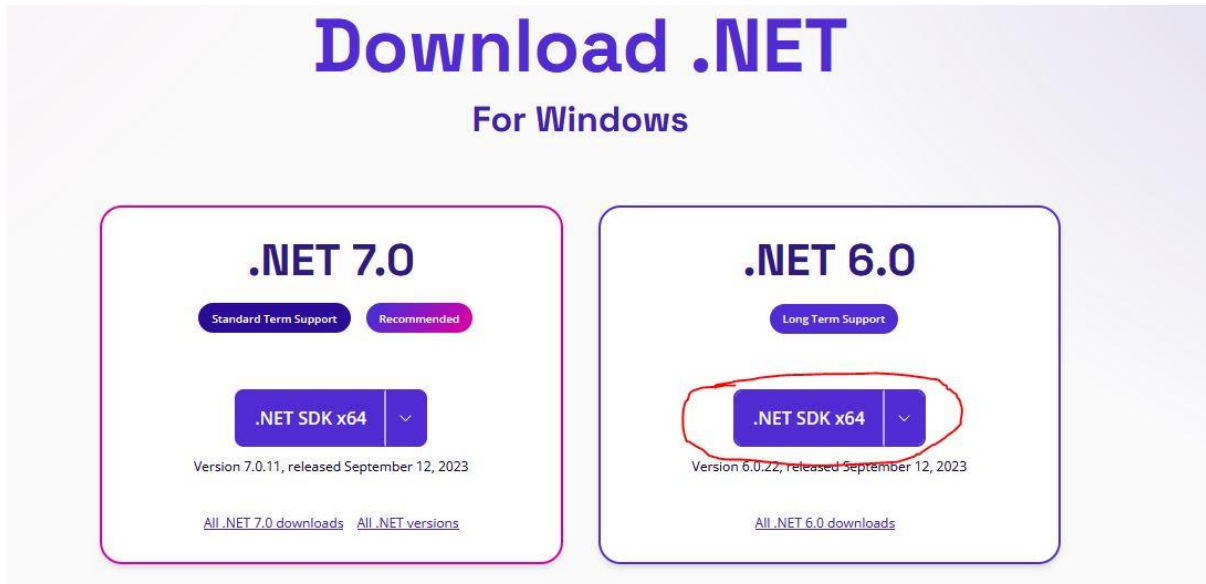 Download .NET
For Windows
.NET 7.0
Standard Term Support Recommended
.NET SDK x64
Version 7.0.11, released September 12, 2023
All .NET 7.0 downloads All .NET versions
.NET 6.0
Long Term Support
.NET SDK x64
Version 6.0.22, released September 12, 2023
All .NET 6.0 downloads